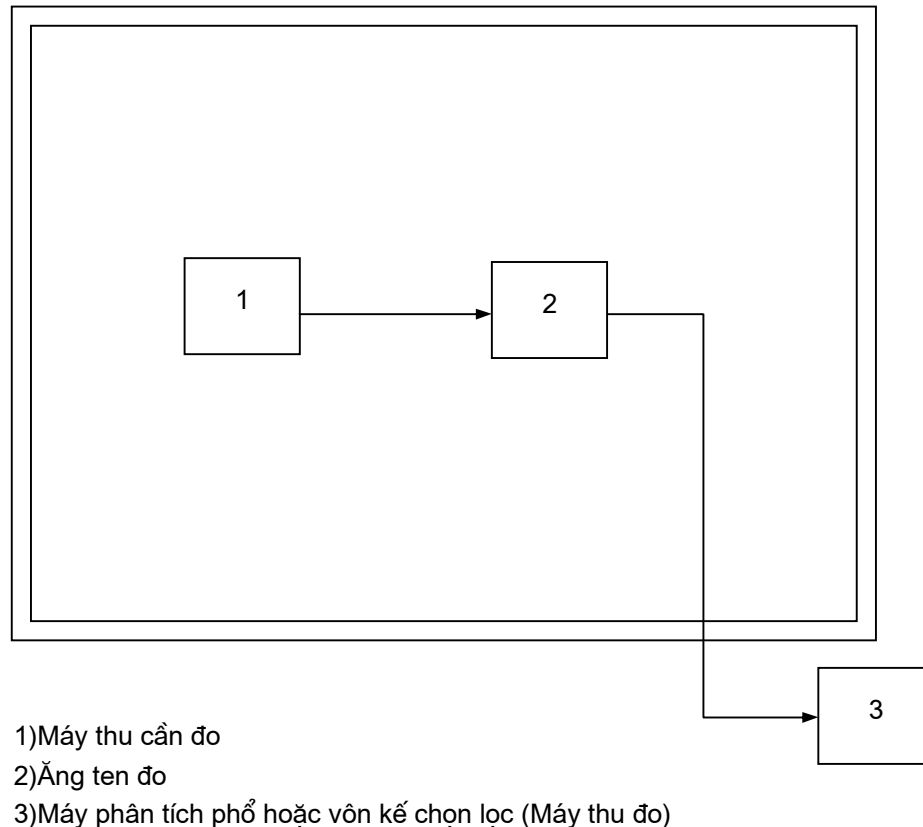 1
2
3
1)Máy thu cần đo
2)Ăng ten đo
3)Máy phân tích phổ hoặc vôn kế chọn lọc (Máy thu đo)